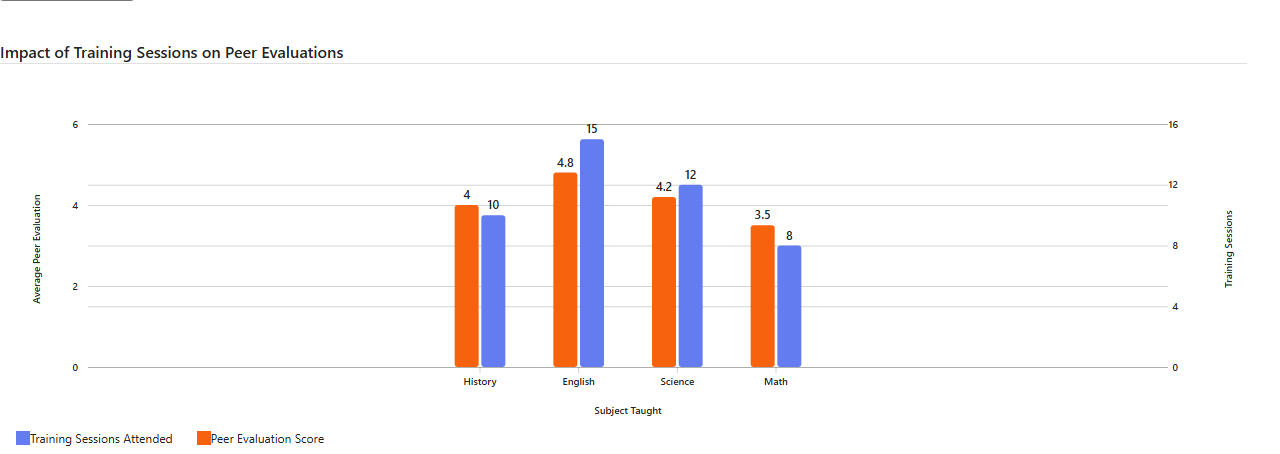 Impact of Training Sessions on Peer Evaluations
6
4
2
0
Average Peer Evaluation
16
12
8
4
0
Training Sessions
4
10
4.8
15
4.2
12
3.5
8
History
English
Science
Math
Subject Taught
Training Sessions Attended
Peer Evaluation Score